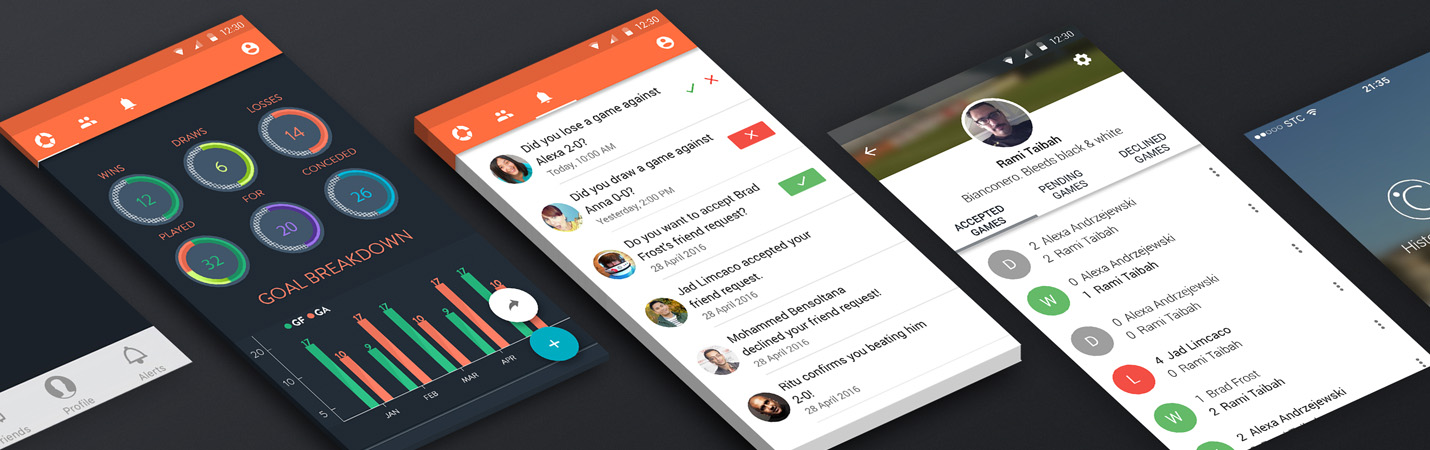 Friends
Profile
Alerts
12:30
WINS
12
DRAWS
6
LOSSES
14
PLAYED
32
FOR
20
CONCEDED
26
GOAL BREAKDOWN
GF GA
20
10
5
17
10
9
17
17
10
9
17
17
10
JAN
FEB
MAR
APR
+
12:30
Did you lose a game against
Alexa 2-0?
Today, 10:00 AM
Did you draw a game against
Anna 0-0?
Yesterday, 2:00 PM
Do you want to accept Brad
Frost's friend request?
28 April 2016
Jad Limcaco accepted your
friend request.
28 April 2016
Mohammed Bensoltana
declined your friend request!
28 April 2016
Ritu confirms you beating him
2-0!
28 April 2016
12:30
Rami Taibah
Bianconero. Bleeds black & white
ACCEPTED
GAMES
PENDING
GAMES
DECLINED
GAMES
D
2 Alexa Andrzejewski
2 Rami Taibah
W
0 Alexa Andrzejewski
1 Rami Taibah
D
0 Alexa Andrzejewski
0 Rami Taibah
L
4 Jad Limcaco
0 Rami Taibah
W
1 Brad Frost
2 Rami Taibah
2 Alexa Andrzejewski
STC
21:35